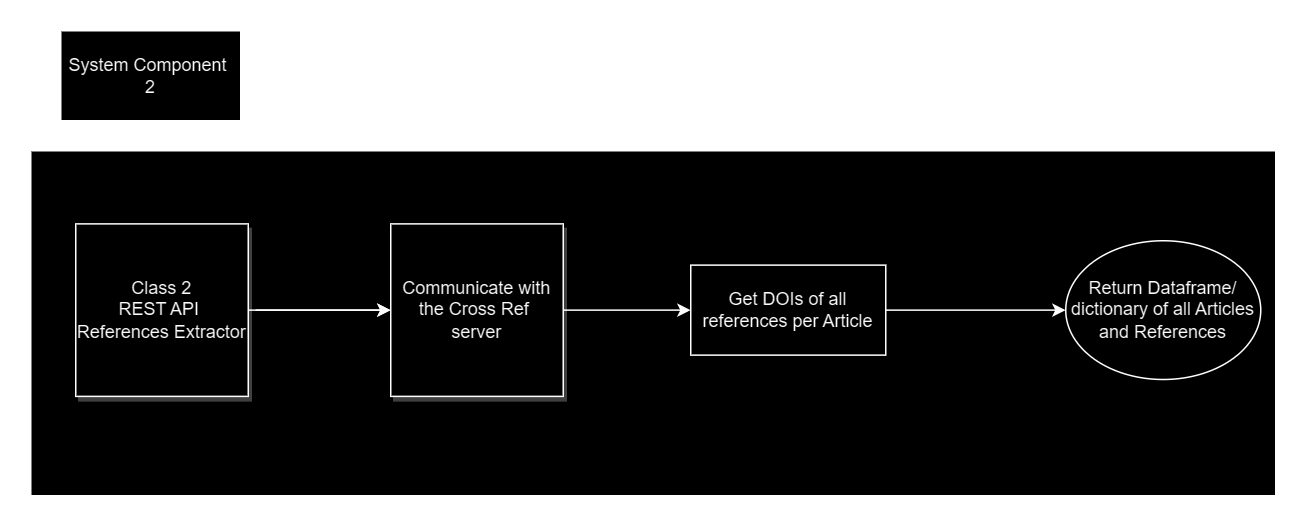 System Component
2
Class 2
REST API
References Extractor
Communicate with
the Cross Ref
server
Get DOIs of all
references per Article
Return Dataframe/
dictionary of all Articles
and References